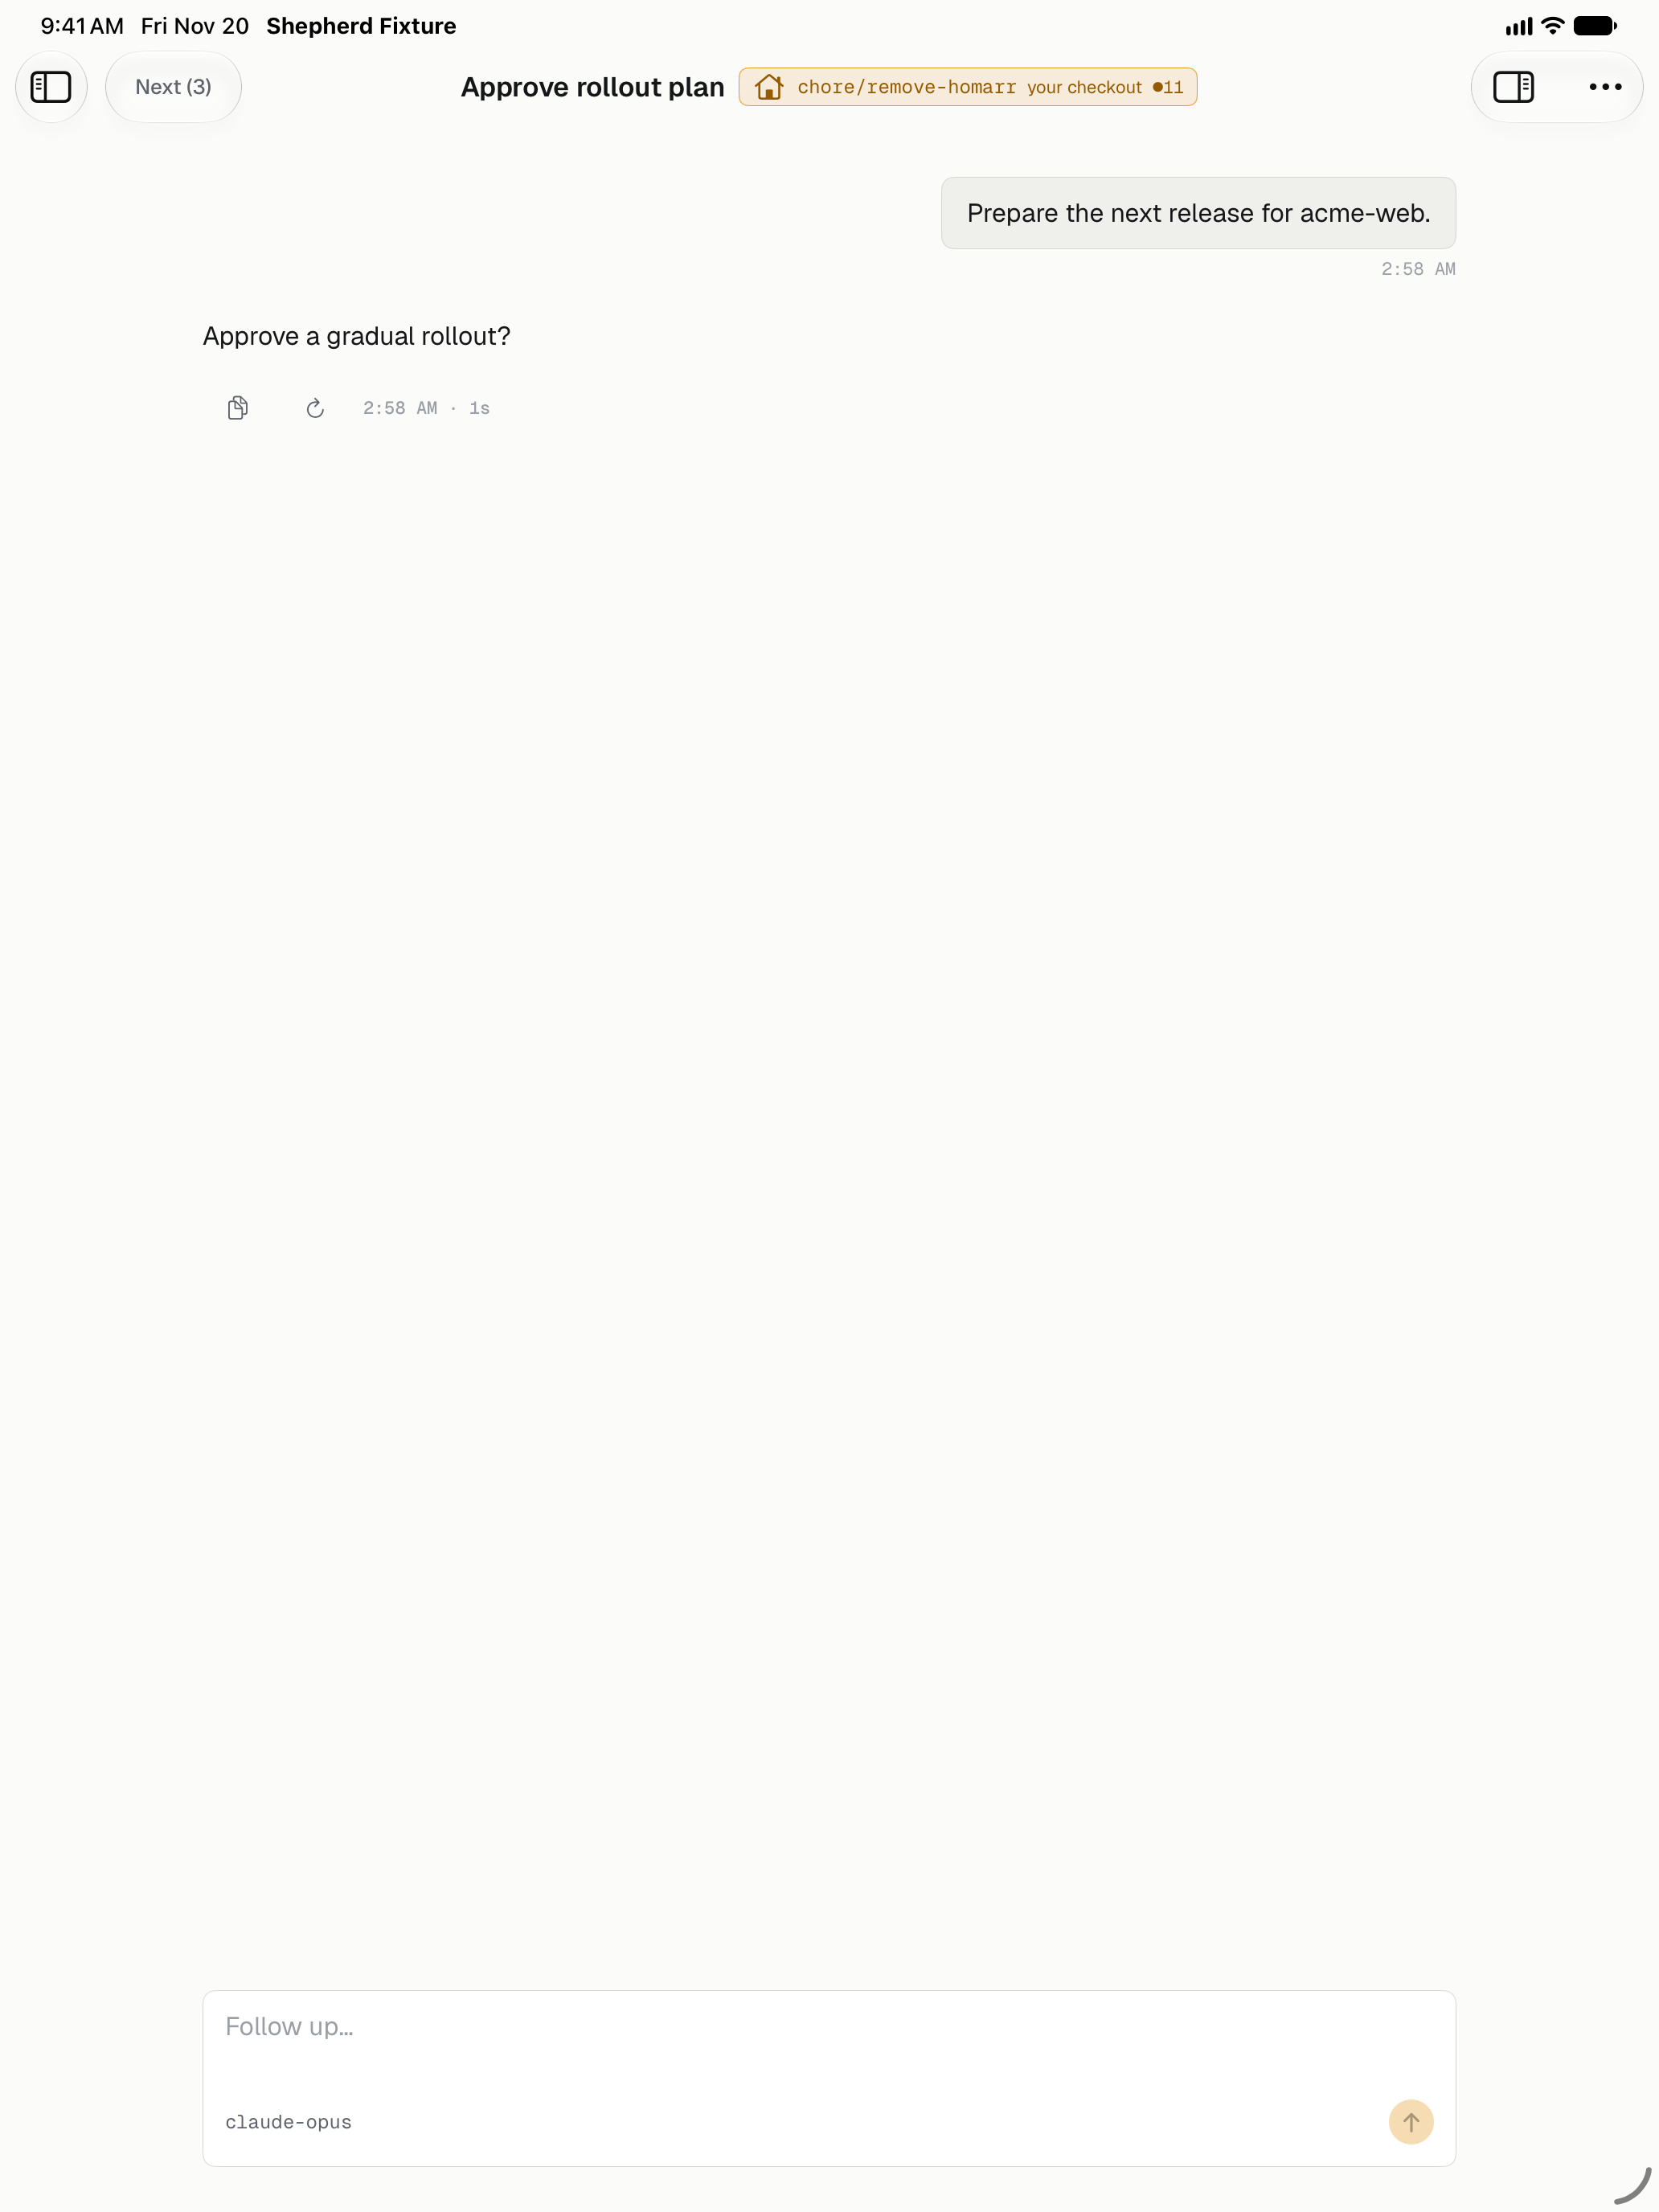 9:41 AM Fri Nov 20 Shepherd Fixture
Next (3)
Approve rollout plan chore/remove-homarr your checkout ●11
Prepare the next release for acme-web.
2:58 AM
Approve a gradual rollout?
2:58 AM · 1s
Follow up…
claude-opus